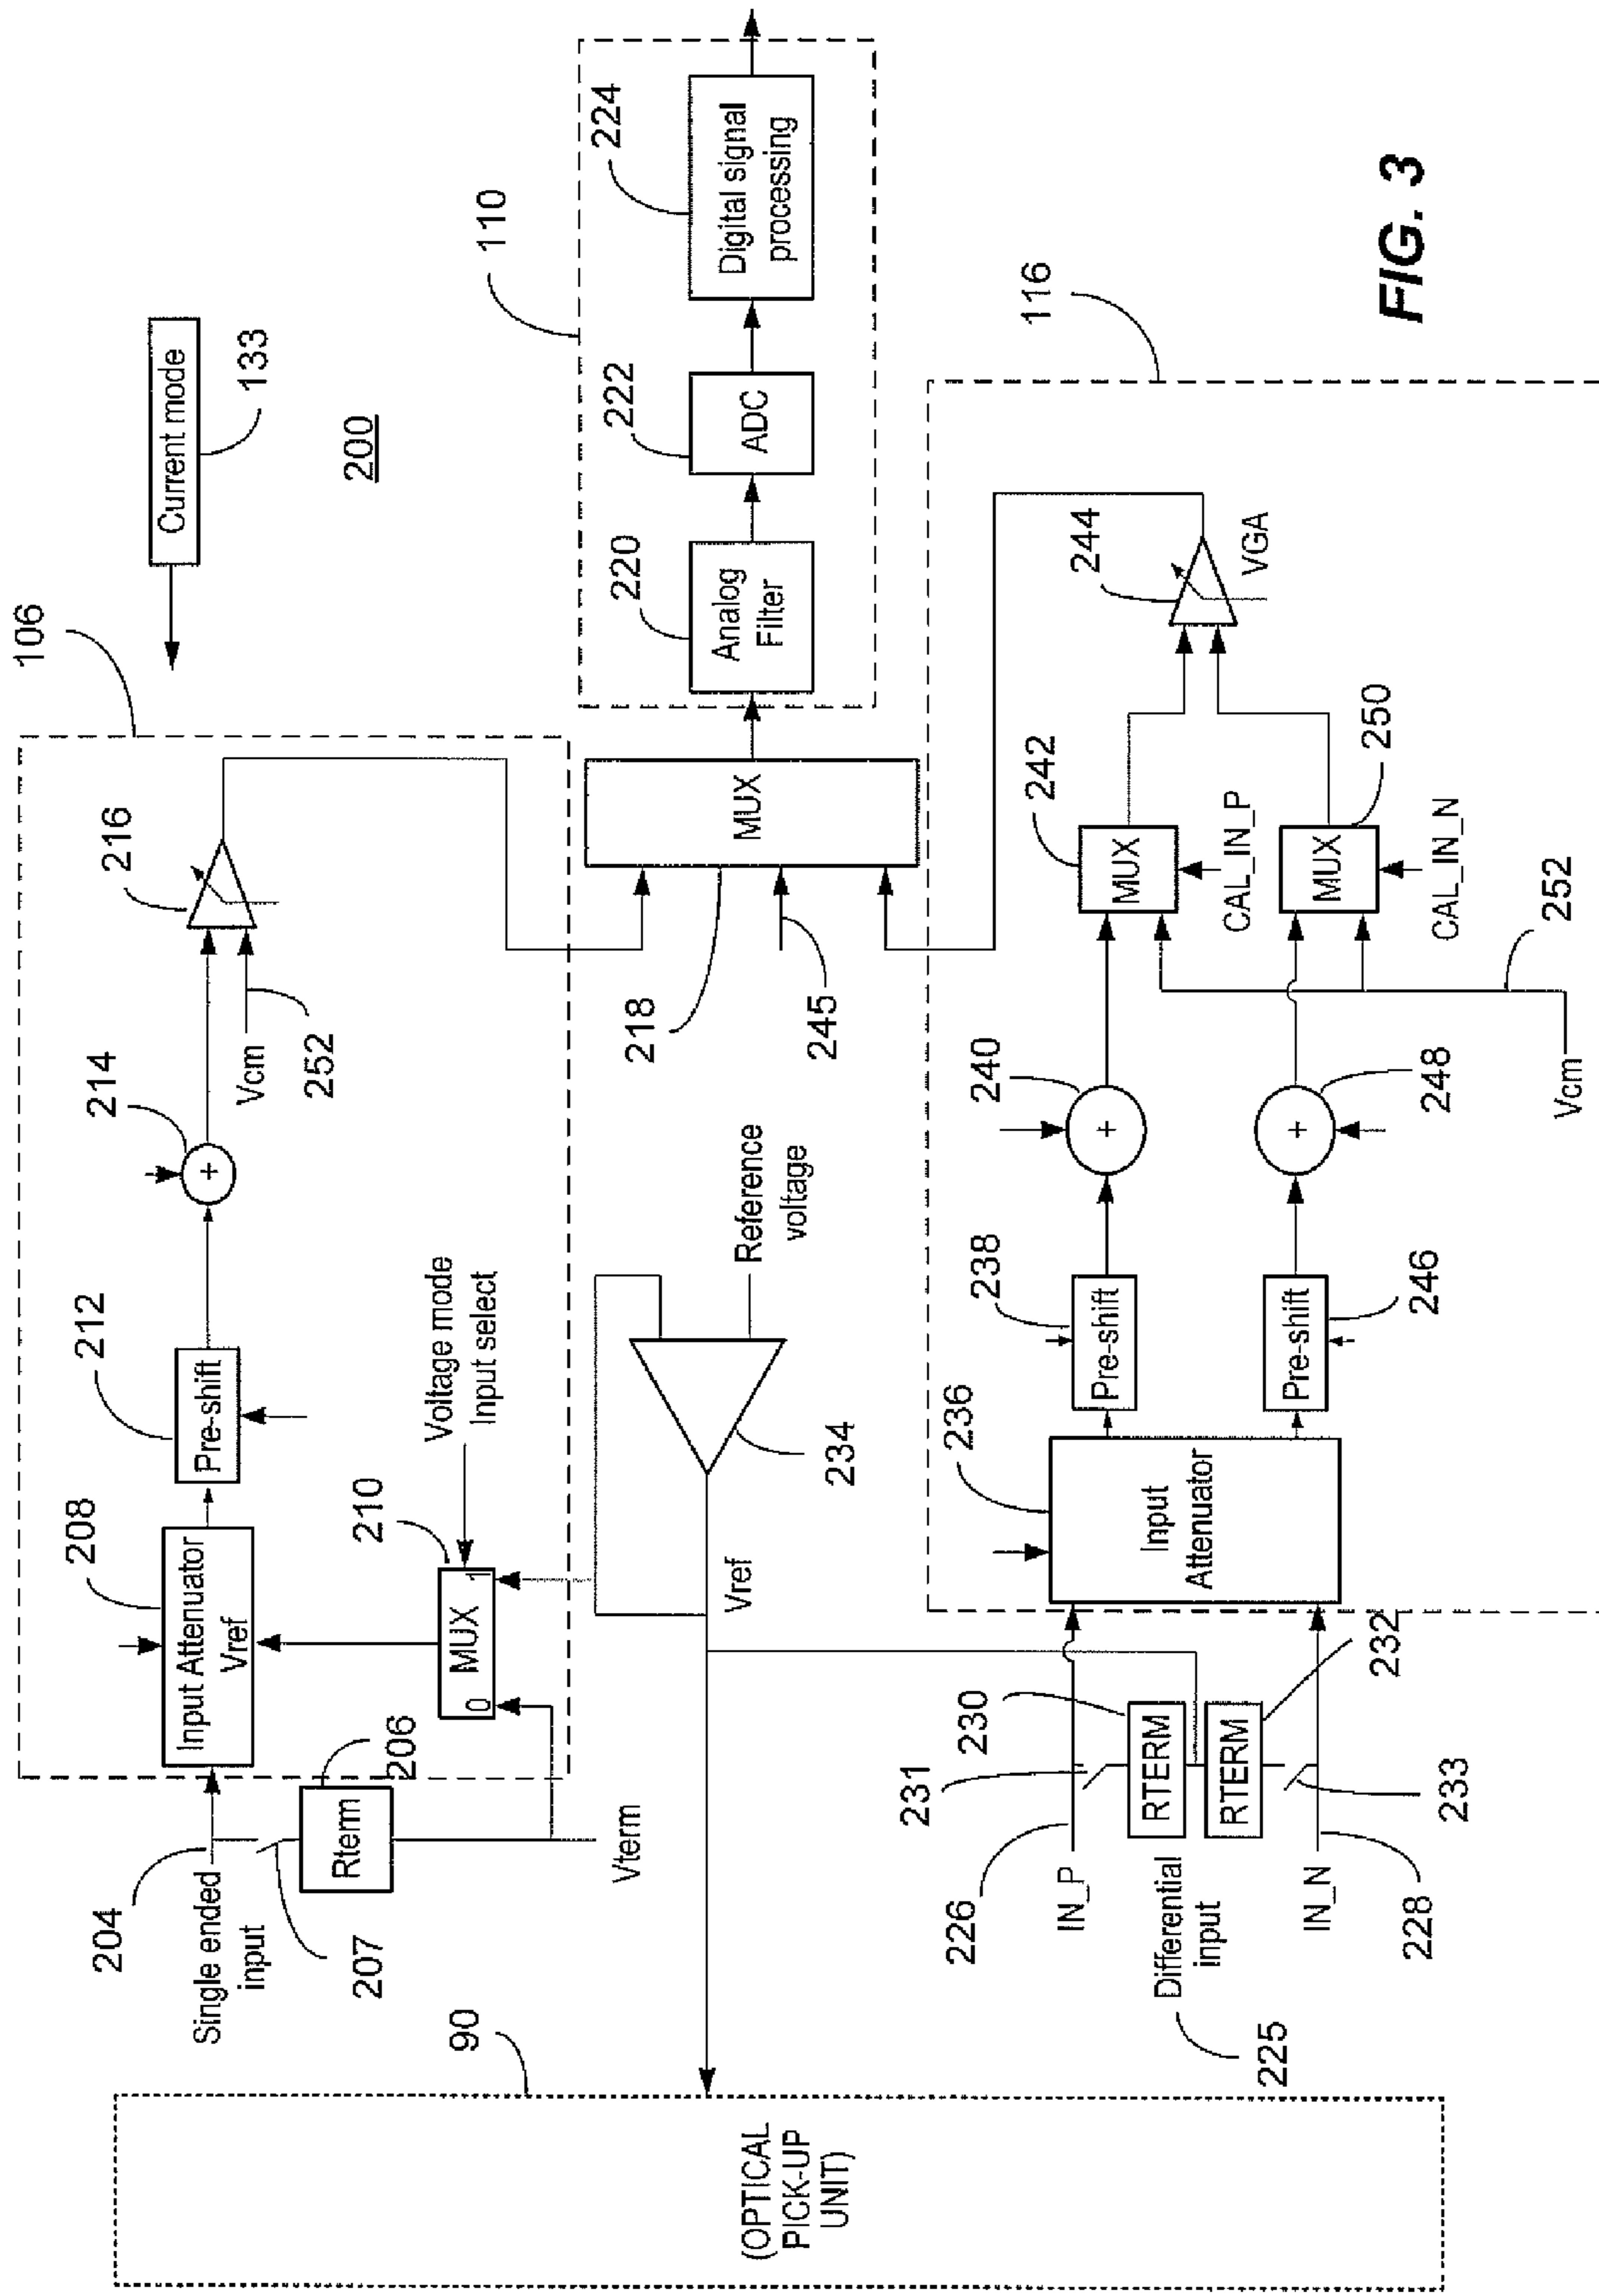 106
Current mode
133
200
208
Input Attenuator
Vref
212
Pre-shift
214
+
216
Vcm
252
204
Single ended
input
207
206
Rterm
Vterm
210
0 MUX 1
Voltage mode
Input select
90
(OPTICAL
PICK-UP
UNIT)
Vref
234
Reference
voltage
218
MUX
245
110
220
Analog
Filter
222
ADC
224
Digital signal
processing
116
226
IN_P
231
230
RTERM
RTERM
232
233
Differential
input
225
IN_N
228
236
Input
Attenuator
238
Pre-shift
Pre-shift
246
240
+
+
248
242
MUX
CAL_IN_P
MUX
250
CAL_IN_N
Vcm
252
244
VGA
FIG. 3